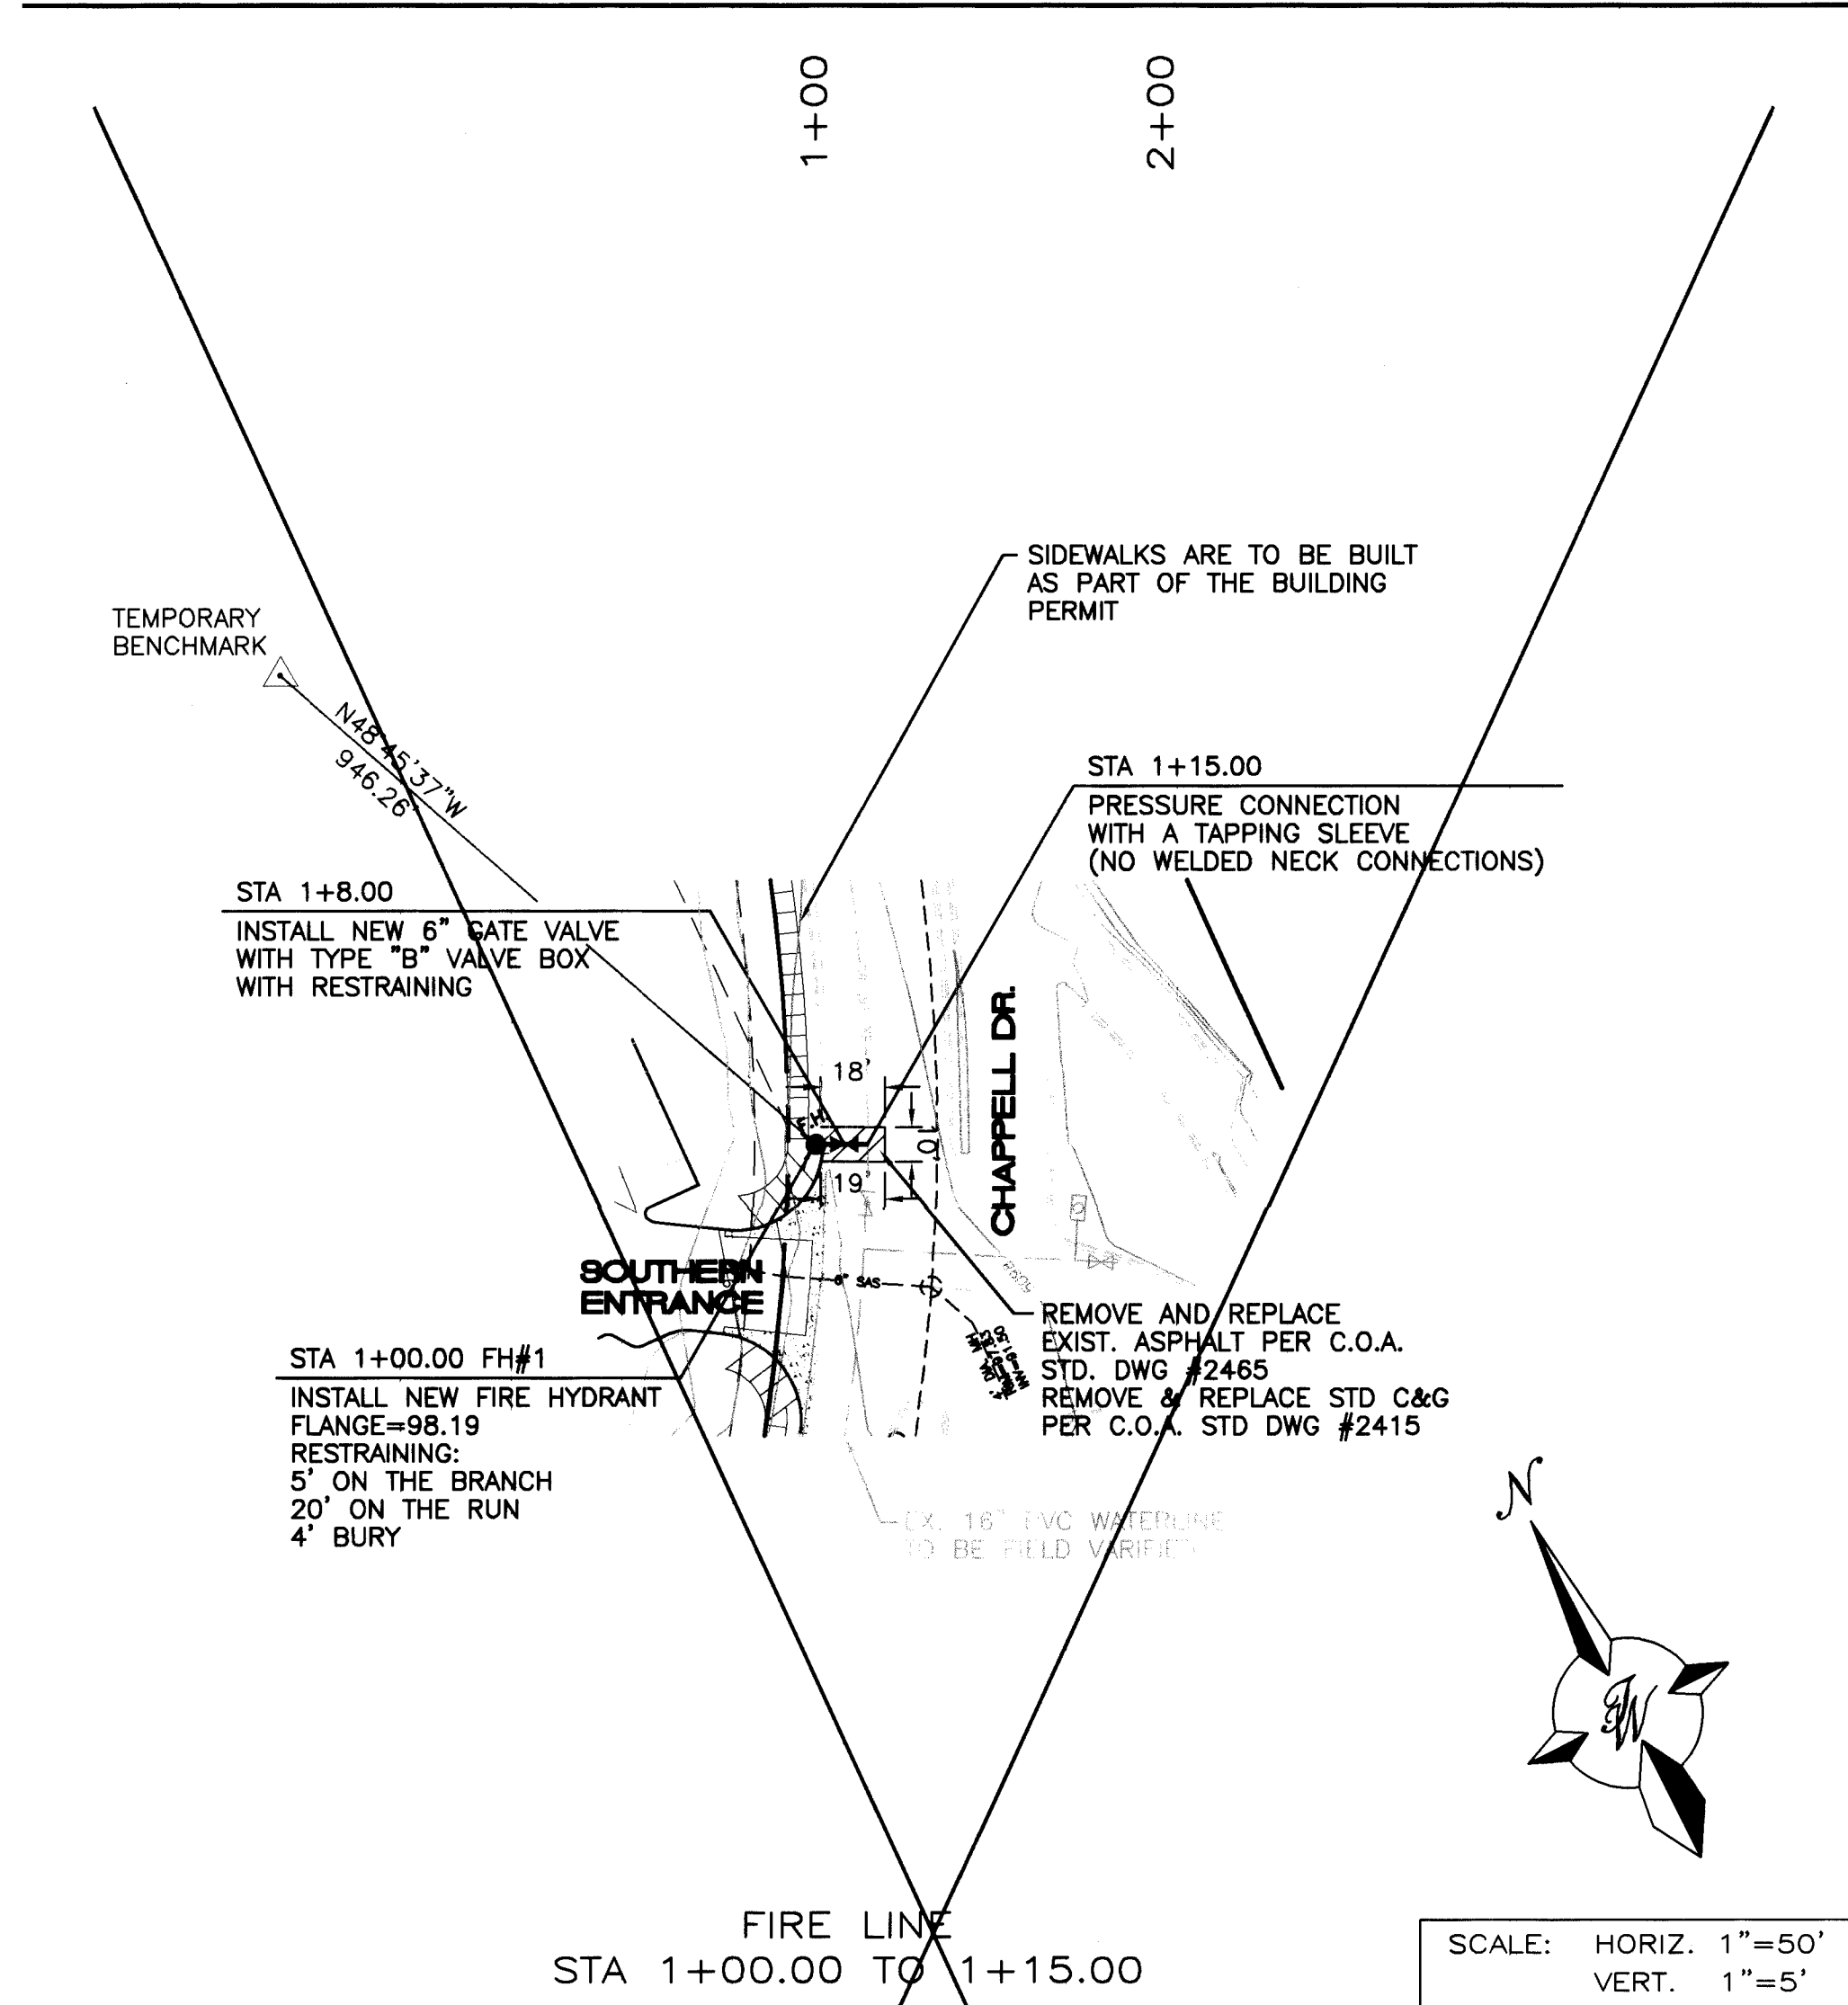 1+00
2+00
SIDEWALKS ARE TO BE BUILT
AS PART OF THE BUILDING
PERMIT
TEMPORARY
BENCHMARK
N48°45'37"W
946.26'
STA 1+15.00
PRESSURE CONNECTION
WITH A TAPPING SLEEVE
(NO WELDED NECK CONNECTIONS)
STA 1+8.00
INSTALL NEW 6" GATE VALVE
WITH TYPE "B" VALVE BOX
WITH RESTRAINING
18'
F.H.
10'
19'
CHAPPELL DR.
SOUTHERN
ENTRANCE
6" SAS
REMOVE AND REPLACE
EXIST. ASPHALT PER C.O.A.
STD. DWG #2465
REMOVE & REPLACE STD C&G
PER C.O.A. STD DWG #2415
STA 1+00.00 FH#1
INSTALL NEW FIRE HYDRANT
FLANGE=98.19
RESTRAINING:
5' ON THE BRANCH
20' ON THE RUN
4' BURY
EX. 16" PVC WATERLINE
TO BE FIELD VARIFIED
N
FIRE LINE
STA 1+00.00 TO 1+15.00
SCALE: HORIZ. 1"=50'
VERT. 1"=5'